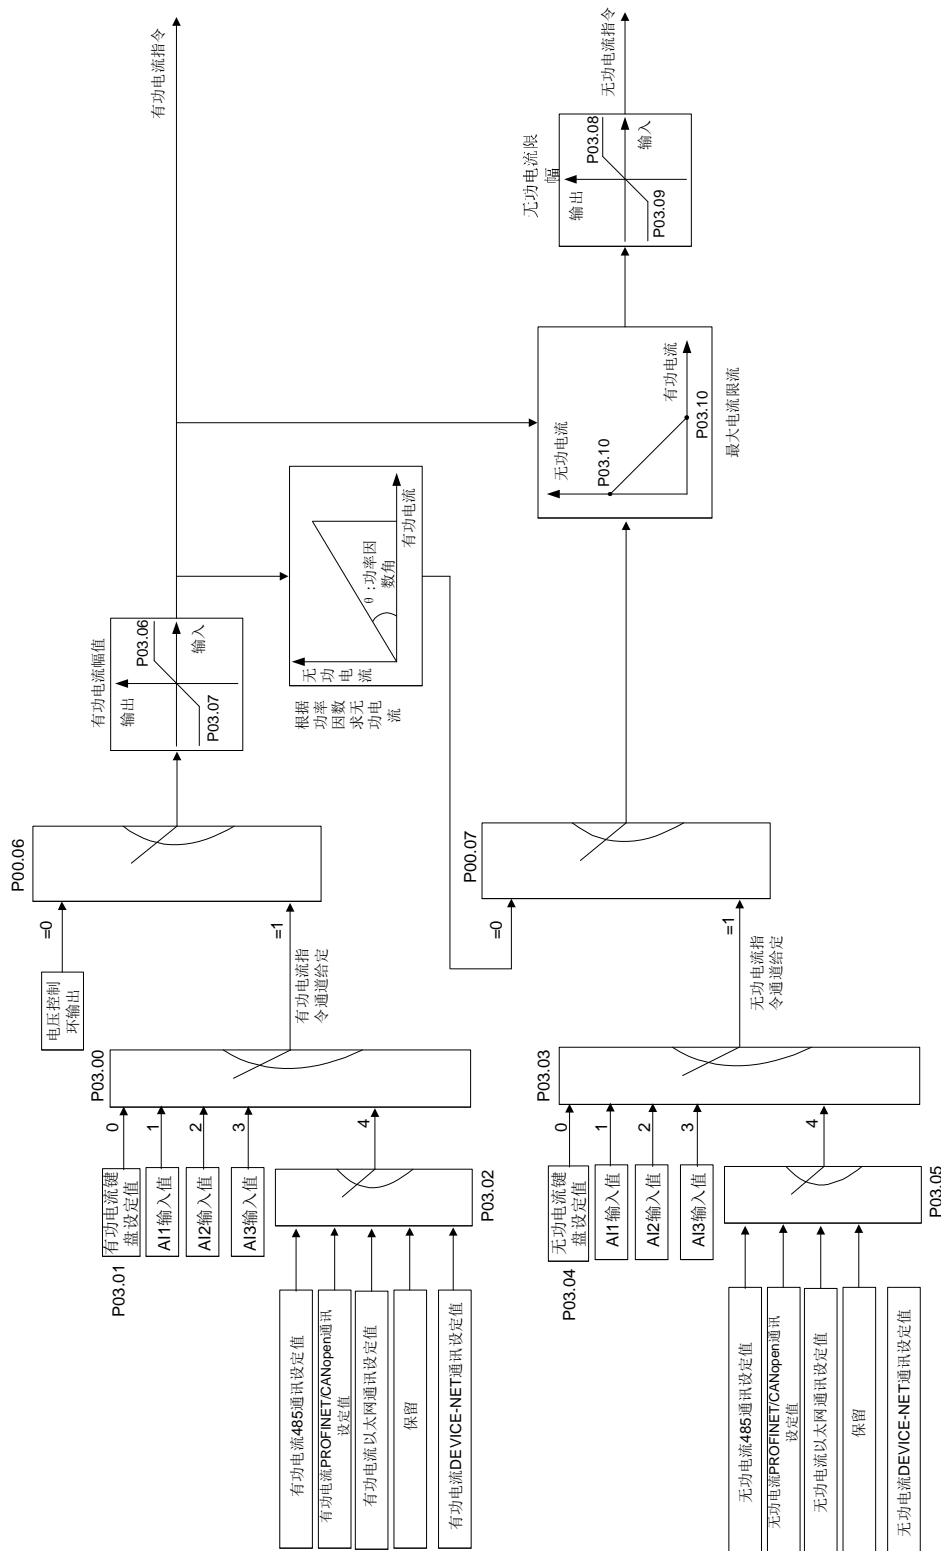 有功电流485通讯设定值
有功电流PROFINET/CANopen通讯
设定值
有功电流以太网通讯设定值
保留
有功电流DEVICE-NET通讯设定值
P03.01
有功电流键
盘设定值
AI1输入值
AI2输入值
AI3输入值
P03.02
0
1
2
3
4
P03.00
有功电流指
令通道给定
电压控制
环输出
=0
=1
P00.06
有功电流幅值
输出
P03.06
P03.07
输入
根据
功率
因数
求无
功电
流
无功电流
θ:功率因
数角
有功电流
有功电流指令
无功电流485通讯设定值
无功电流PROFINET/CANopen通讯
设定值
无功电流以太网通讯设定值
保留
无功电流DEVICE-NET通讯设定值
P03.04
无功电流键
盘设定值
AI1输入值
AI2输入值
AI3输入值
P03.05
0
1
2
3
4
P03.03
无功电流指
令通道给定
=0
=1
P00.07
无功电流
P03.10
有功电流
P03.10
最大电流限流
无功电流限
幅
输出
P03.08
P03.09
输入
无功电流指令